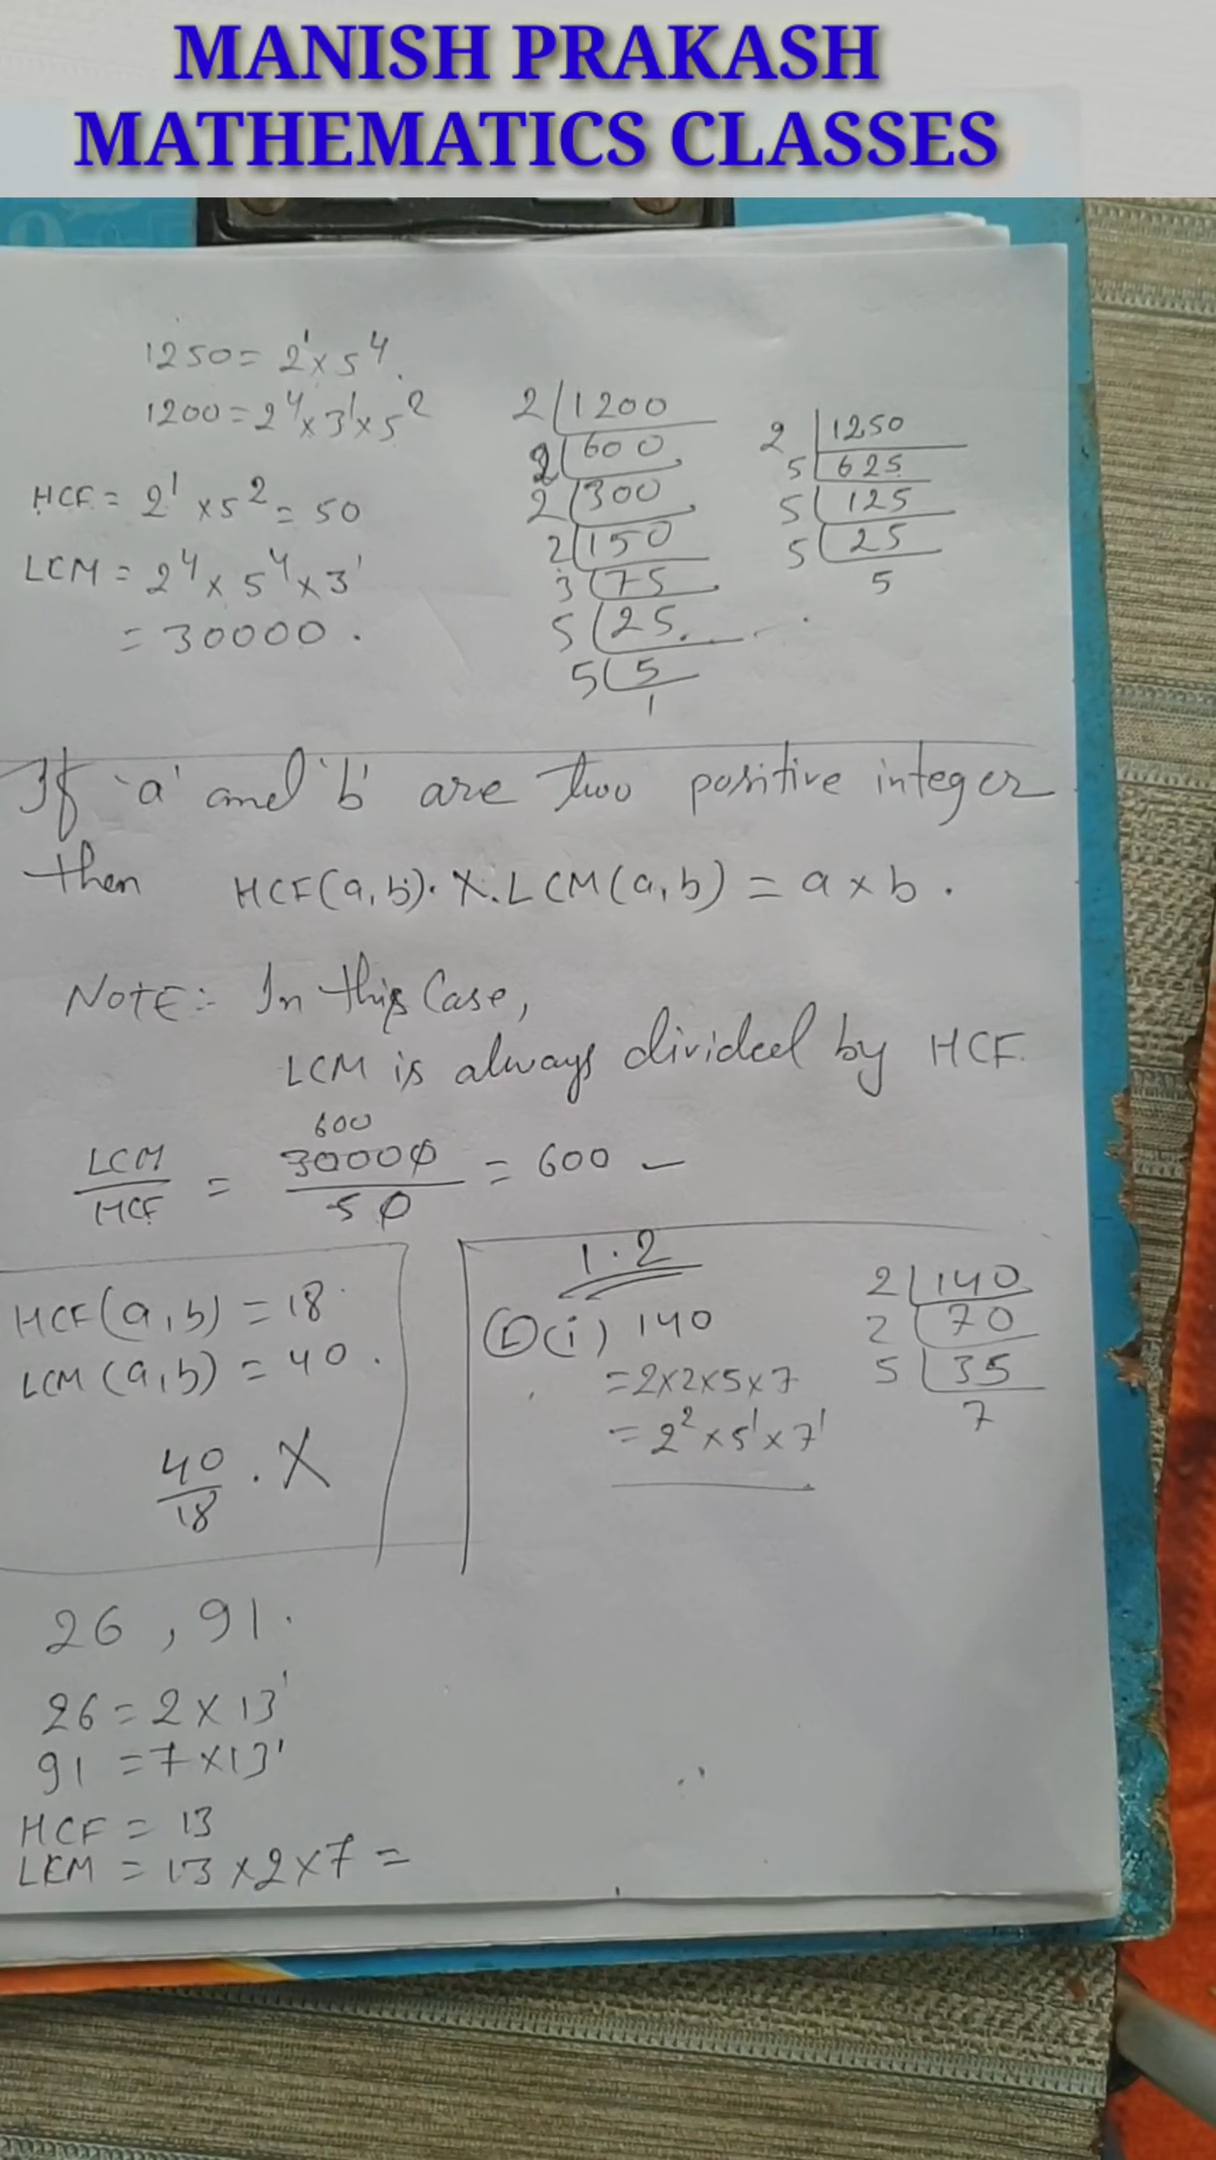 MANISH PRAKASH
MATHEMATICS CLASSES
1250 = 2¹ × 5⁴.
1200 = 2⁴ × 3¹ × 5²
HCF = 2¹ × 5² = 50
LCM = 2⁴ × 5⁴ × 3¹
= 30000.
2 | 1200
2 | 600
2 | 300
2 | 150
3 | 75
5 | 25
5 | 5
1
2 | 1250
5 | 625
5 | 125
5 | 25
5
If 'a' and 'b' are two positive integer
then HCF(a,b) × LCM(a,b) = a × b.
NOTE:- In this Case,
LCM is always divided by HCF.
LCM/HCF = 30000/50 = 600
600
HCF(a,b) = 18
LCM(a,b) = 40.
40/18 . X
1.2
① (i) 140
= 2×2×5×7
= 2² × 5¹ × 7¹
2 | 140
2 | 70
5 | 35
7
26, 91.
26 = 2 × 13¹
91 = 7 × 13¹
HCF = 13
LCM = 13 × 2 × 7 =